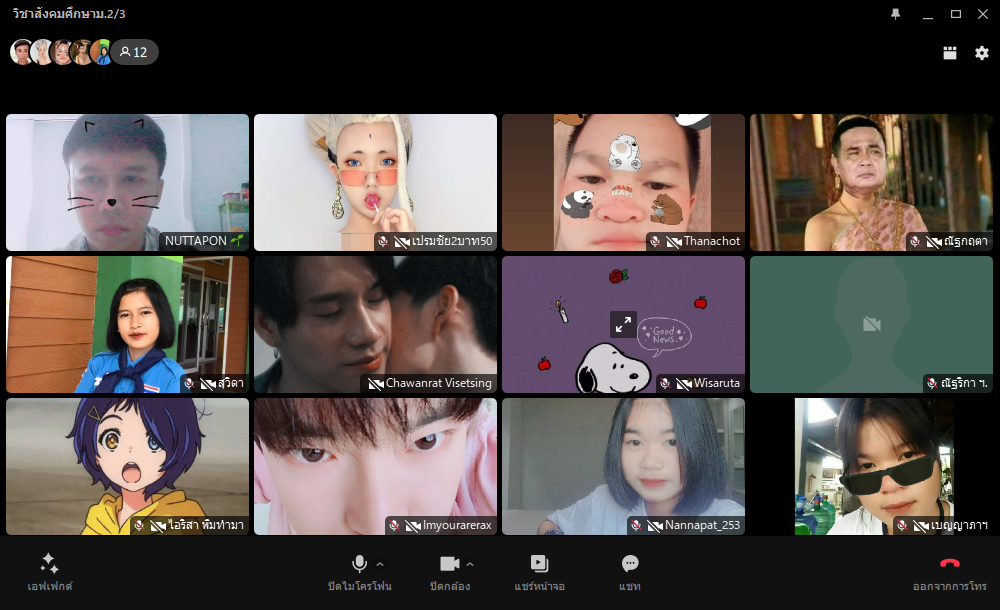 วิชาสังคมศึกษาม.2/3
12
NUTTAPON
เปรมชัย2บาท50
Thanachot
ณัฐกฤตา
สุวิดา
Chawanrat Visetsing
Good
News.
Wisaruta
ณัฐริกา ฯ.
ไอริสา พิมทำมา
Imyourarerax
Nannapat_253
เบญญาภาฯ
เอฟเฟกต์
ปิดไมโครโฟน
ปิดกล้อง
แชร์หน้าจอ
แชท
ออกจากการโทร